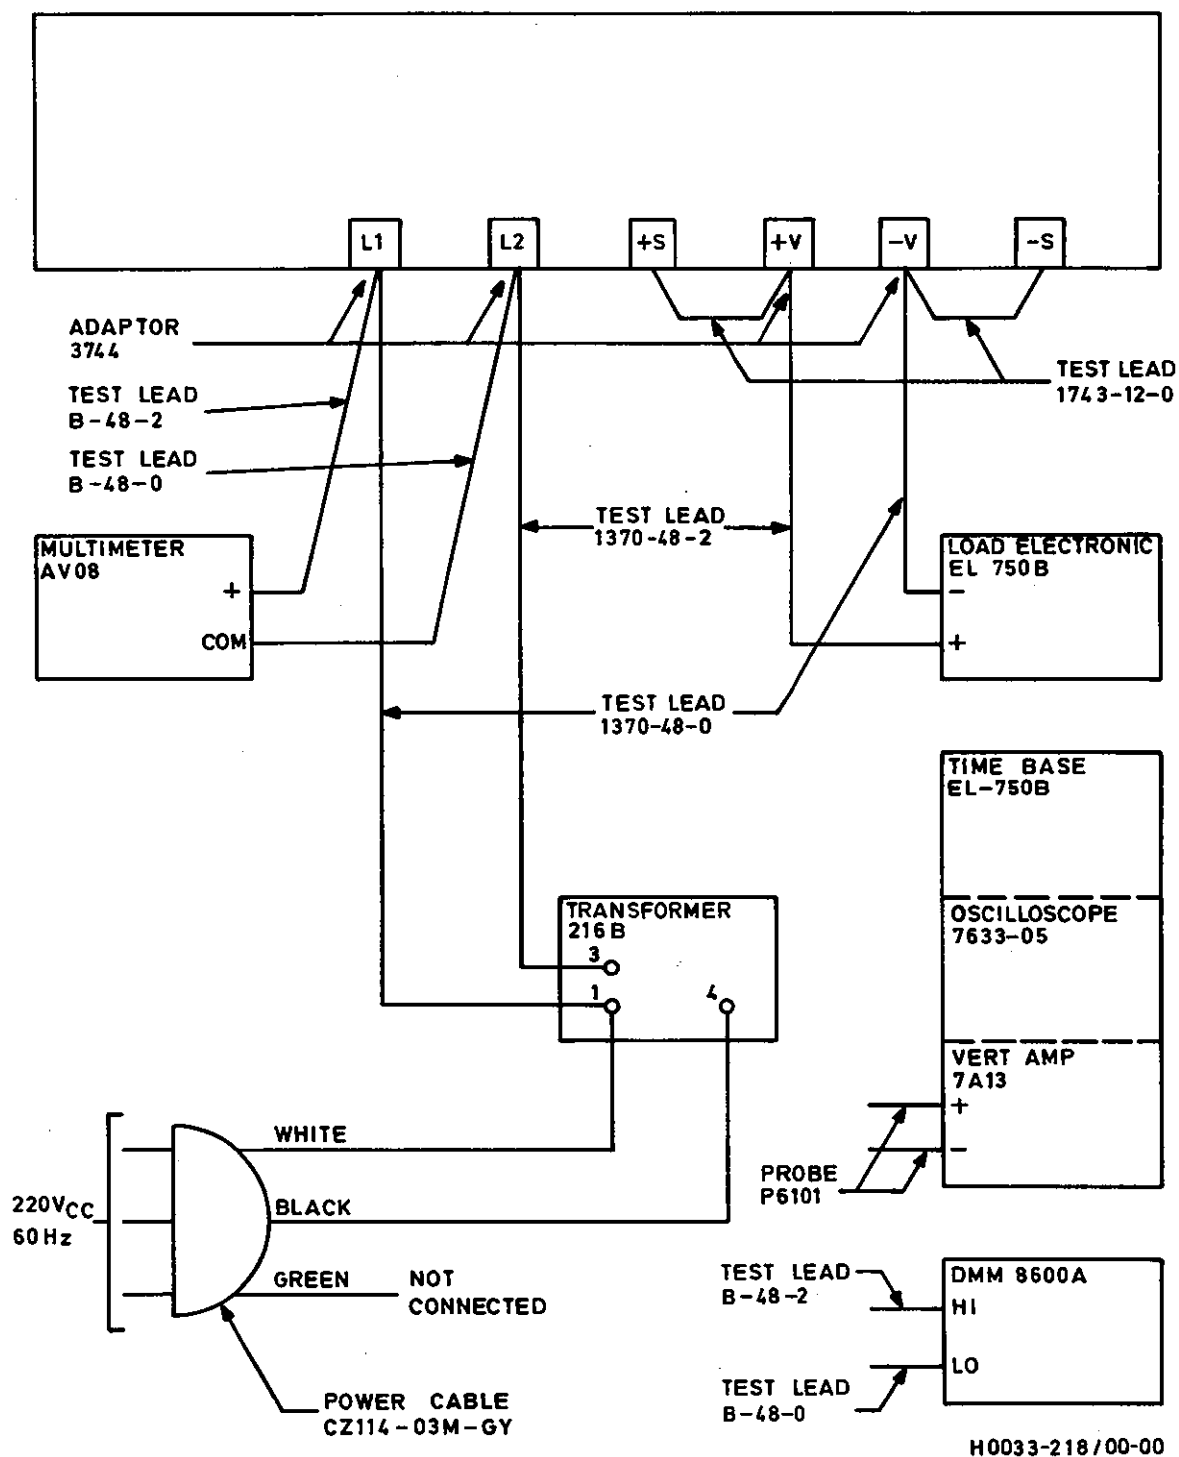 L1
L2
+S
+V
-V
-S
ADAPTOR
3744
TEST LEAD
1743-12-0
TEST LEAD
B-48-2
TEST LEAD
B-48-0
TEST LEAD
1370-48-2
MULTIMETER
AV08
+
COM
LOAD ELECTRONIC
EL 750B
-
+
TEST LEAD
1370-48-0
TIME BASE
EL-750B
TRANSFORMER
216B
3
1
4
OSCILLOSCOPE
7633-05
VERT AMP
7A13
+
-
PROBE
P6101
WHITE
220VCC
60Hz
BLACK
GREEN
NOT
CONNECTED
POWER CABLE
CZ114-03M-GY
TEST LEAD
B-48-2
DMM 8600A
HI
LO
TEST LEAD
B-48-0
H0033-218/00-00